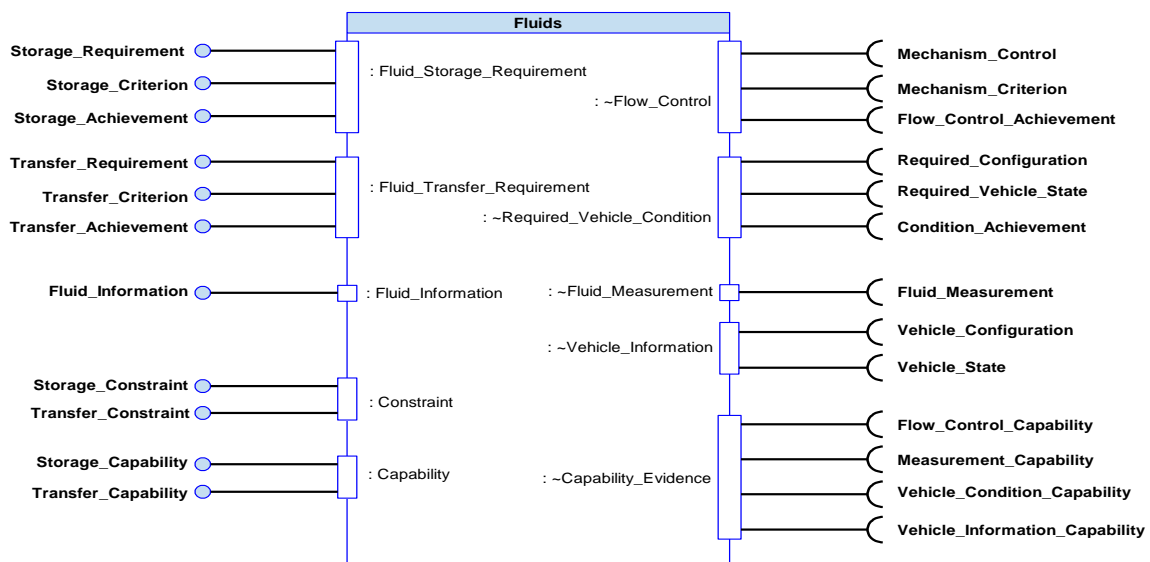 Fluids
Storage_Requirement
Storage_Criterion
Storage_Achievement
: Fluid_Storage_Requirement
: ~Flow_Control
Mechanism_Control
Mechanism_Criterion
Flow_Control_Achievement
Transfer_Requirement
Transfer_Criterion
Transfer_Achievement
: Fluid_Transfer_Requirement
: ~Required_Vehicle_Condition
Required_Configuration
Required_Vehicle_State
Condition_Achievement
Fluid_Information
: Fluid_Information
: ~Fluid_Measurement
Fluid_Measurement
: ~Vehicle_Information
Vehicle_Configuration
Vehicle_State
Storage_Constraint
Transfer_Constraint
: Constraint
Storage_Capability
Transfer_Capability
: Capability
: ~Capability_Evidence
Flow_Control_Capability
Measurement_Capability
Vehicle_Condition_Capability
Vehicle_Information_Capability